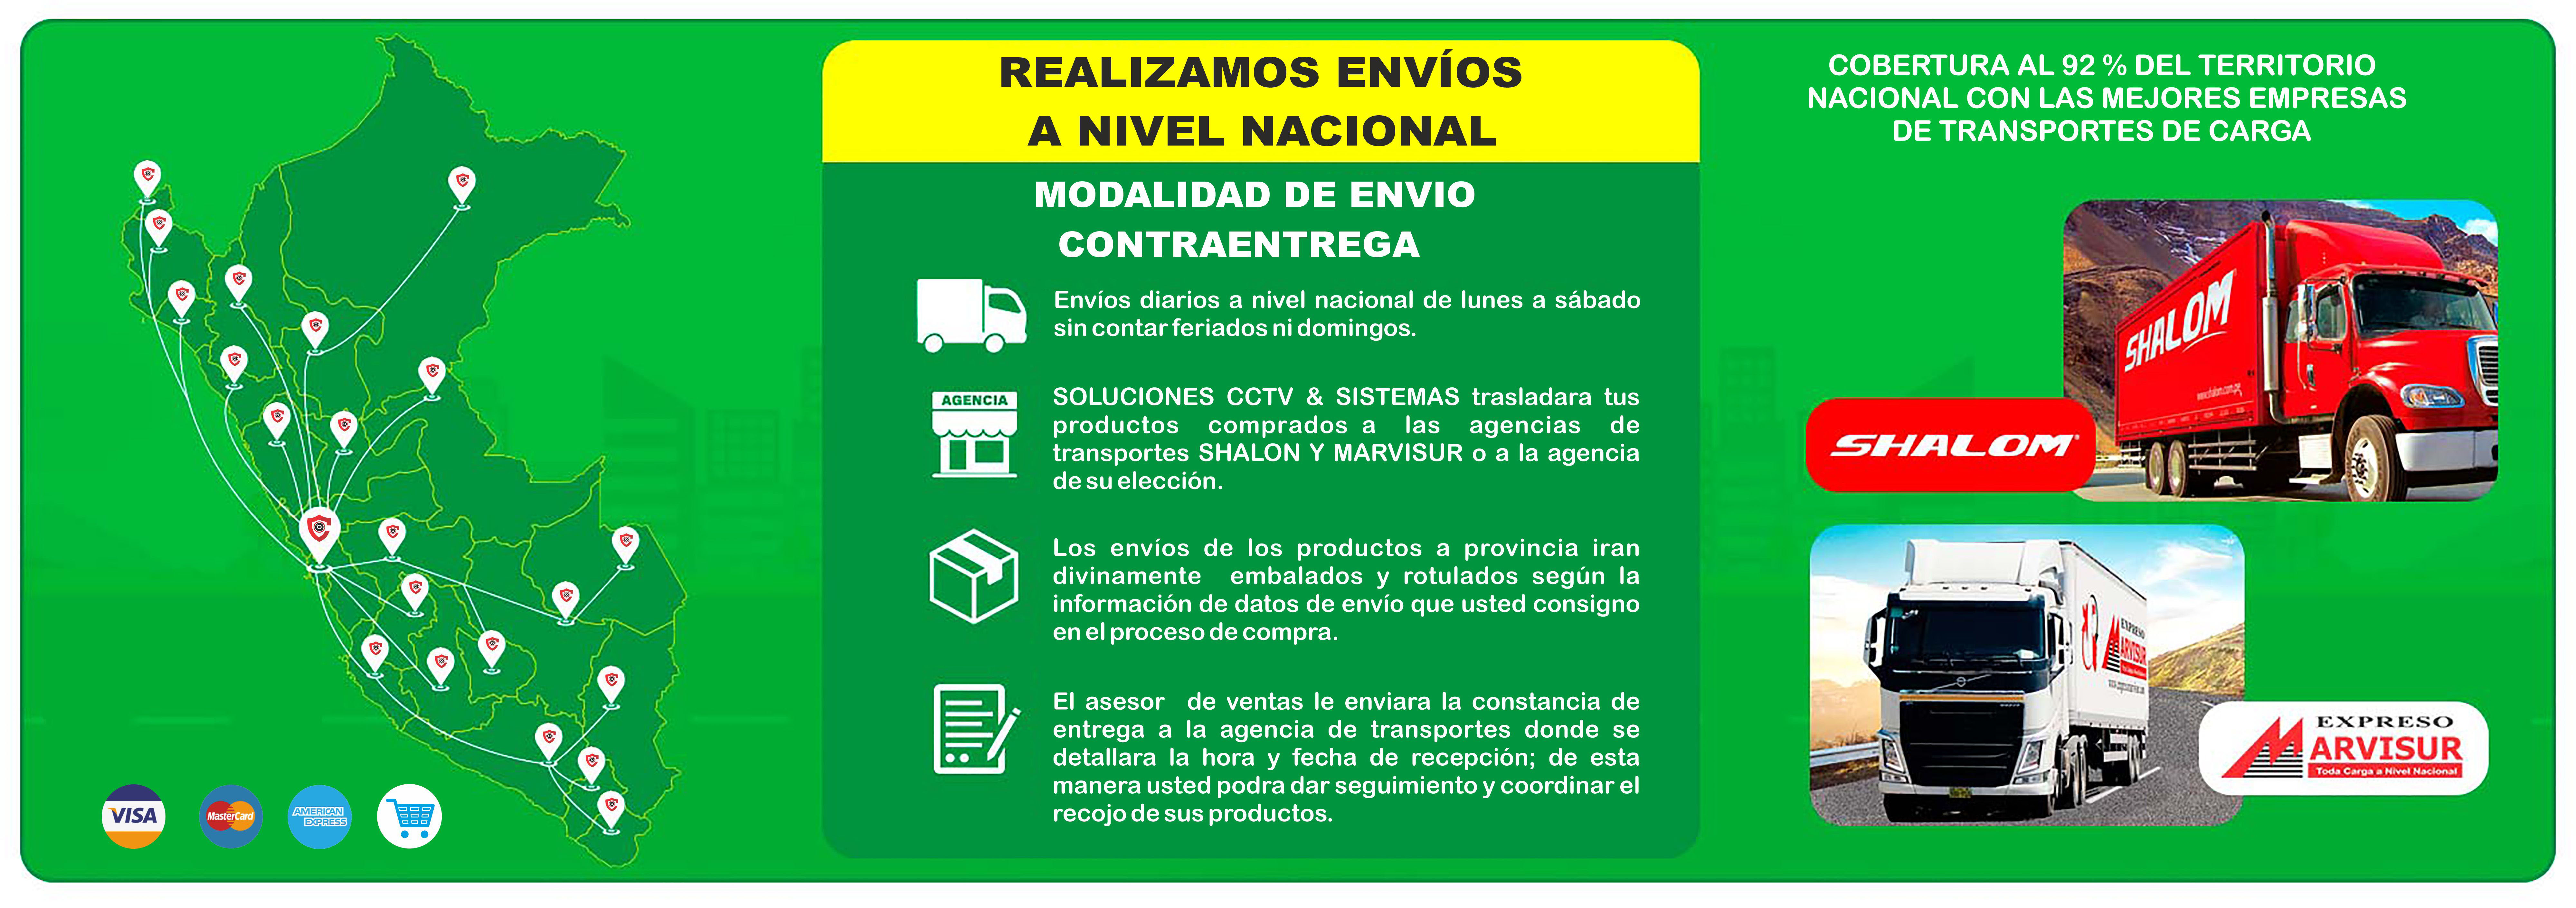 REALIZAMOS ENVÍOS
A NIVEL NACIONAL
MODALIDAD DE ENVIO
CONTRAENTREGA
Envíos diarios a nivel nacional de lunes a sábado
sin contar feriados ni domingos.
AGENCIA
SOLUCIONES CCTV & SISTEMAS trasladara tus
productos comprados a las agencias de
transportes SHALON Y MARVISUR o a la agencia
de su elección.
Los envíos de los productos a provincia iran
divinamente embalados y rotulados según la
información de datos de envío que usted consigno
en el proceso de compra.
El asesor de ventas le enviara la constancia de
entrega a la agencia de transportes donde se
detallara la hora y fecha de recepción; de esta
manera usted podra dar seguimiento y coordinar el
recojo de sus productos.
VISA
MasterCard
AMERICAN
EXPRESS
COBERTURA AL 92 % DEL TERRITORIO
NACIONAL CON LAS MEJORES EMPRESAS
DE TRANSPORTES DE CARGA
SHALOM
SHALOM
EXPRESO
MARVISUR
EXPRESO
MARVISUR
Toda Carga a Nivel Nacional